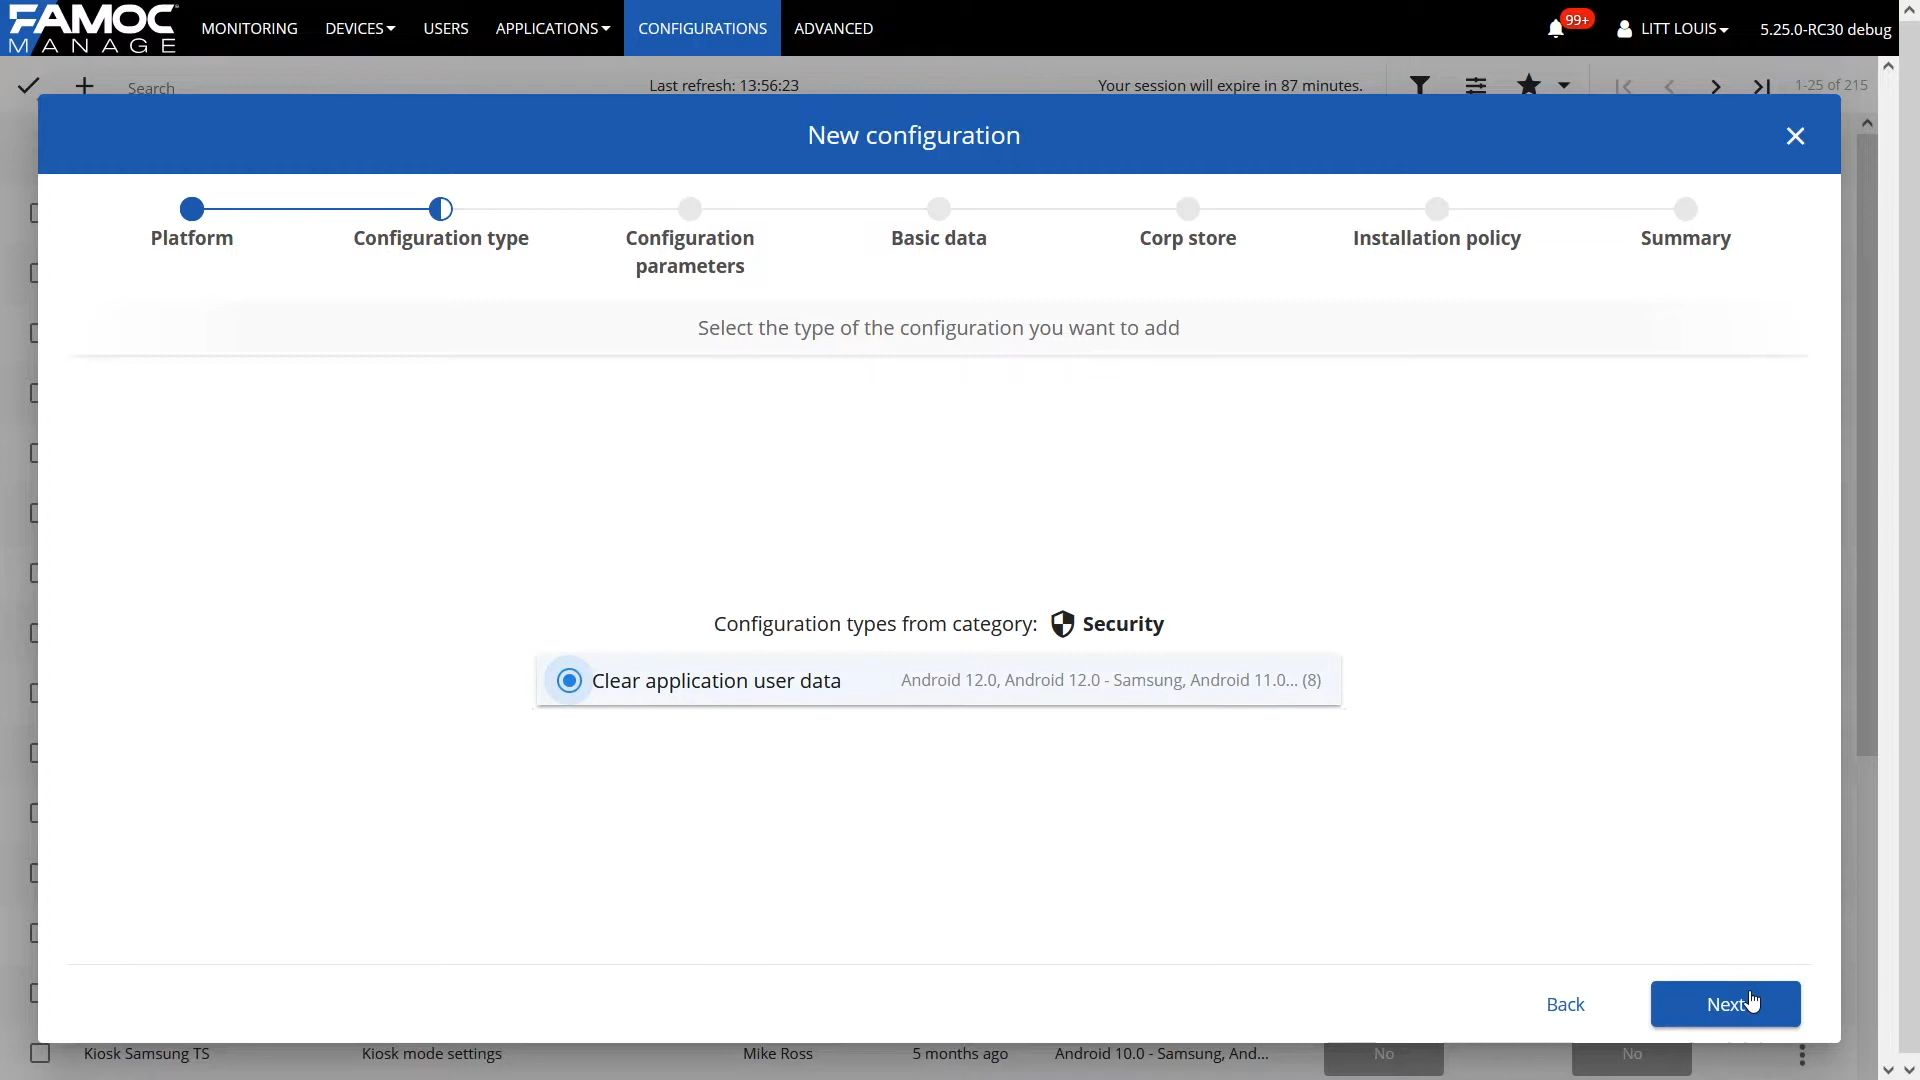 FAMOC
MANAGE
MONITORING DEVICES USERS APPLICATIONS CONFIGURATIONS ADVANCED 99+ LITT LOUIS 5.25.0-RC30 debug
Search Last refresh: 13:56:23 Your session will expire in 87 minutes. 1-25 of 215
New configuration
Platform Configuration type Configuration parameters Basic data Corp store Installation policy Summary
Select the type of the configuration you want to add
Configuration types from category: Security
Clear application user data Android 12.0, Android 12.0 - Samsung, Android 11.0... (8)
Back Next
Kiosk Samsung TS Kiosk mode settings Mike Ross 5 months ago Android 10.0 - Samsung, And... No No